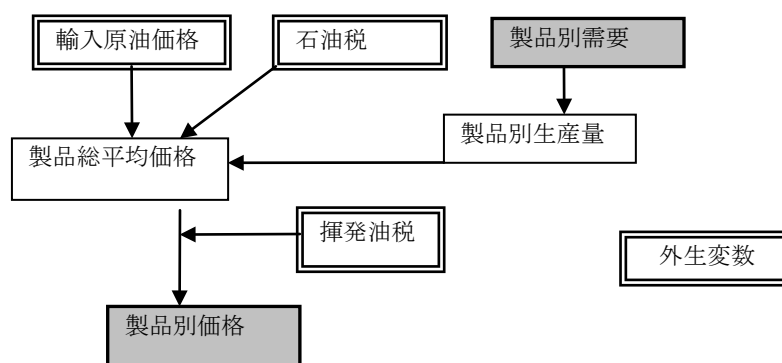 輸入原油価格
石油税
製品別需要
製品総平均価格
製品別生産量
揮発油税
外生変数
製品別価格